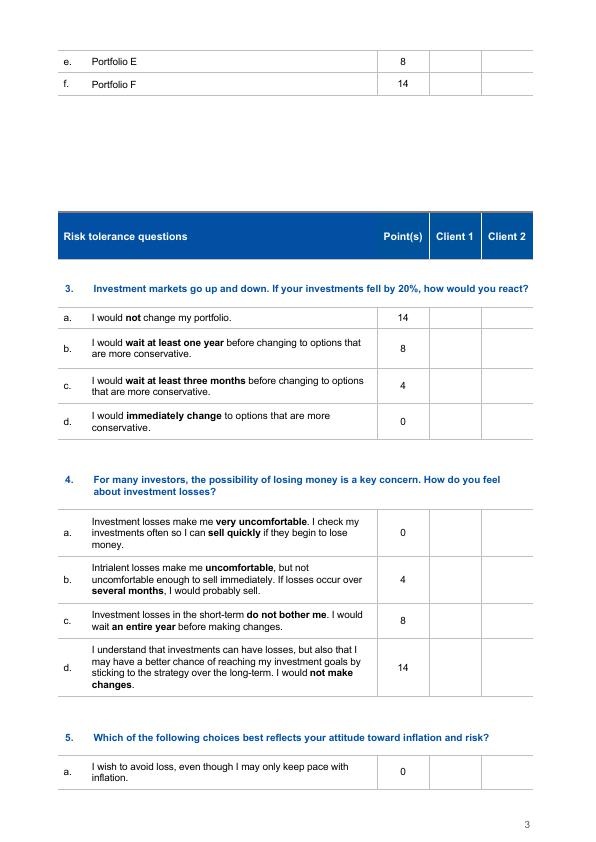 e. Portfolio E 8
f. Portfolio F 14
Risk tolerance questions Point(s) Client 1 Client 2
3. Investment markets go up and down. If your investments fell by 20%, how would you react?
a. I would not change my portfolio. 14
b. I would wait at least one year before changing to options that
are more conservative. 8
c. I would wait at least three months before changing to options
that are more conservative. 4
d. I would immediately change to options that are more
conservative. 0
4. For many investors, the possibility of losing money is a key concern. How do you feel
about investment losses?
a. Investment losses make me very uncomfortable. I check my
investments often so I can sell quickly if they begin to lose
money. 0
b. Intrialent losses make me uncomfortable, but not
uncomfortable enough to sell immediately. If losses occur over
several months, I would probably sell. 4
c. Investment losses in the short-term do not bother me. I would
wait an entire year before making changes. 8
d. I understand that investments can have losses, but also that I
may have a better chance of reaching my investment goals by
sticking to the strategy over the long-term. I would not make
changes. 14
5. Which of the following choices best reflects your attitude toward inflation and risk?
a. I wish to avoid loss, even though I may only keep pace with
inflation. 0
3